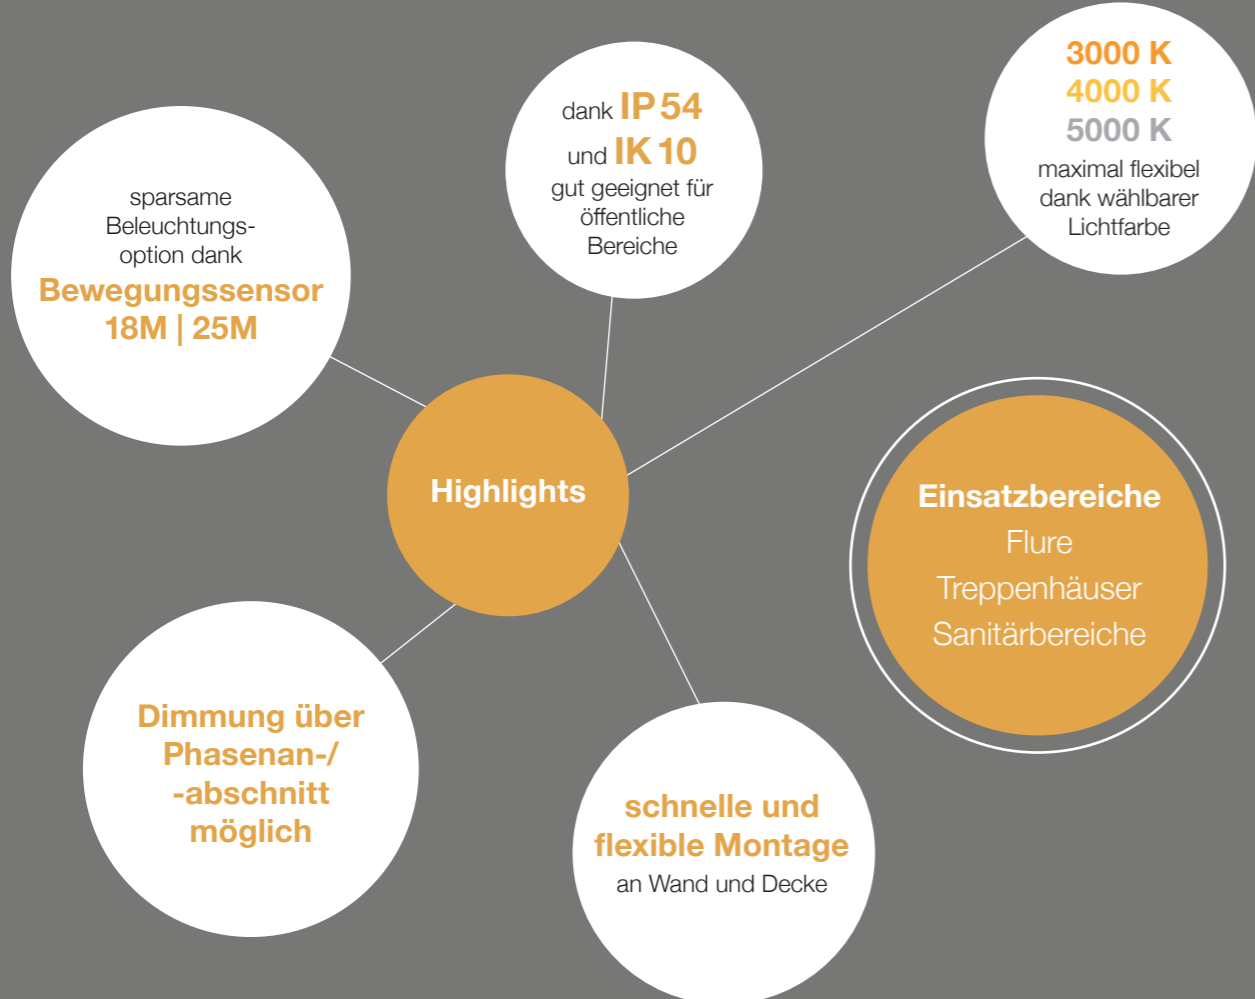 sparsame
Beleuchtungs-
option dank
Bewegungssensor
18M | 25M
dank IP 54
und IK 10
gut geeignet für
öffentliche
Bereiche
3000 K
4000 K
5000 K
maximal flexibel
dank wählbarer
Lichtfarbe
Highlights
Einsatzbereiche
Flure
Treppenhäuser
Sanitärbereiche
Dimmung über
Phasenan-/
-abschnitt
möglich
schnelle und
flexible Montage
an Wand und Decke